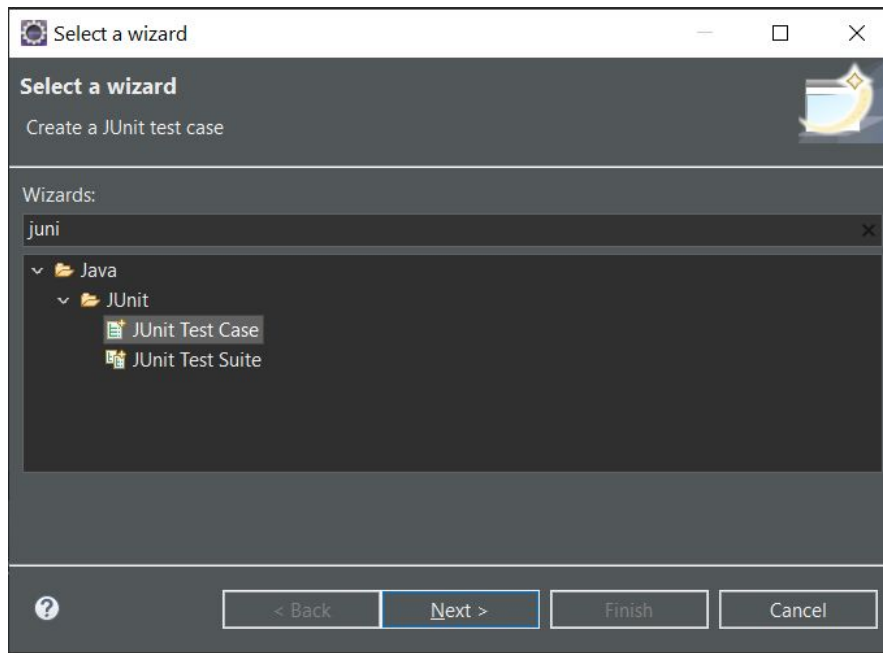 Select a wizard
Select a wizard
Create a JUnit test case
Wizards:
juni
Java
JUnit
JUnit Test Case
JUnit Test Suite
< Back Next > Finish Cancel